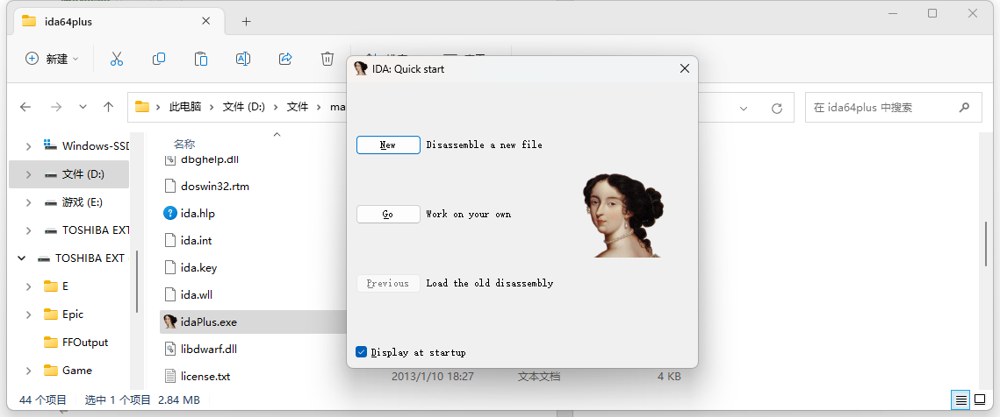 ida64plus
新建
IDA: Quick start
此电脑
文件 (D:)
文件
在 ida64plus 中搜索
名称
Windows-SSD
dbghelp.dll
New
Disassemble a new file
文件 (D:)
doswin32.rtm
游戏 (E:)
ida.hlp
Go
Work on your own
TOSHIBA EXT
ida.int
TOSHIBA EXT
ida.key
E
ida.wll
Previous
Load the old disassembly
Epic
idaPlus.exe
FFOutput
libdwarf.dll
Display at startup
Game
license.txt
2013/1/10 18:27
文本文档
4 KB
44 个项目
选中 1 个项目
2.84 MB